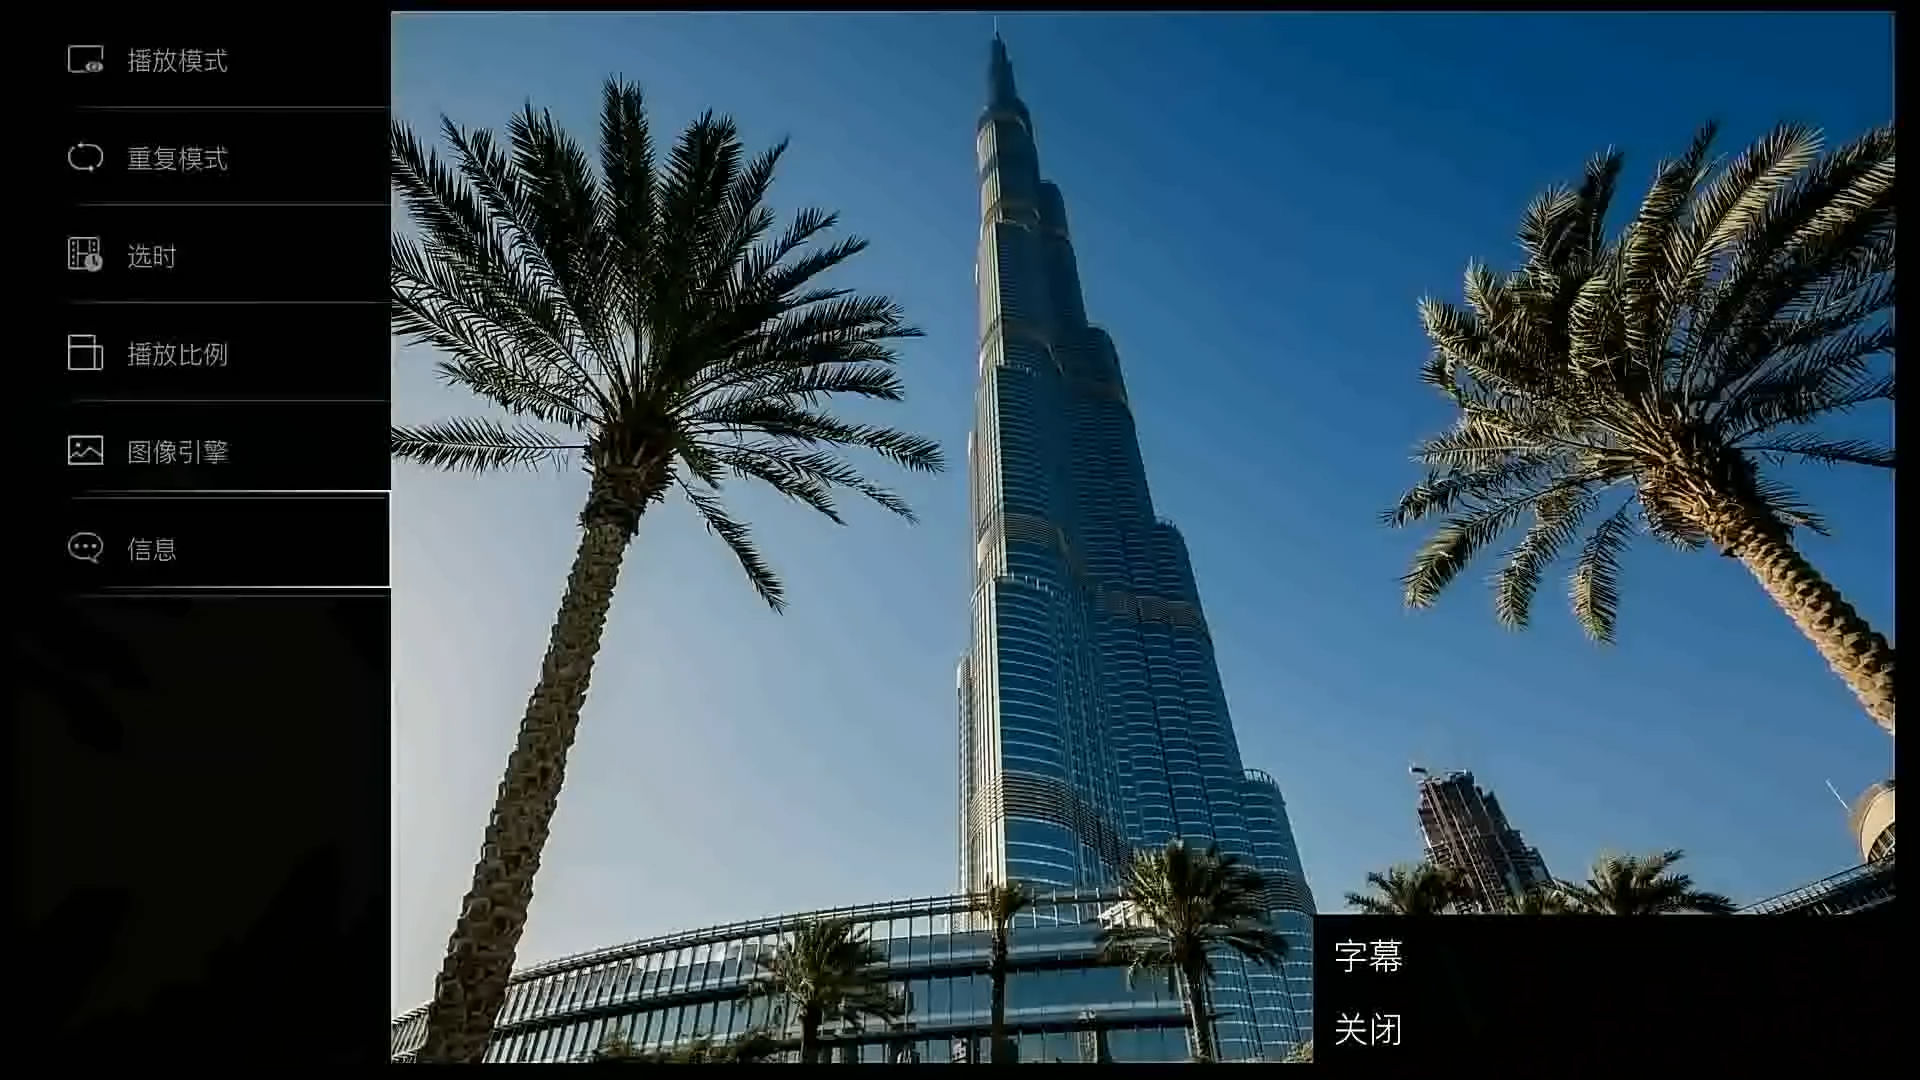 播放模式
重复模式
选时
播放比例
图像引擎
信息
字幕
关闭